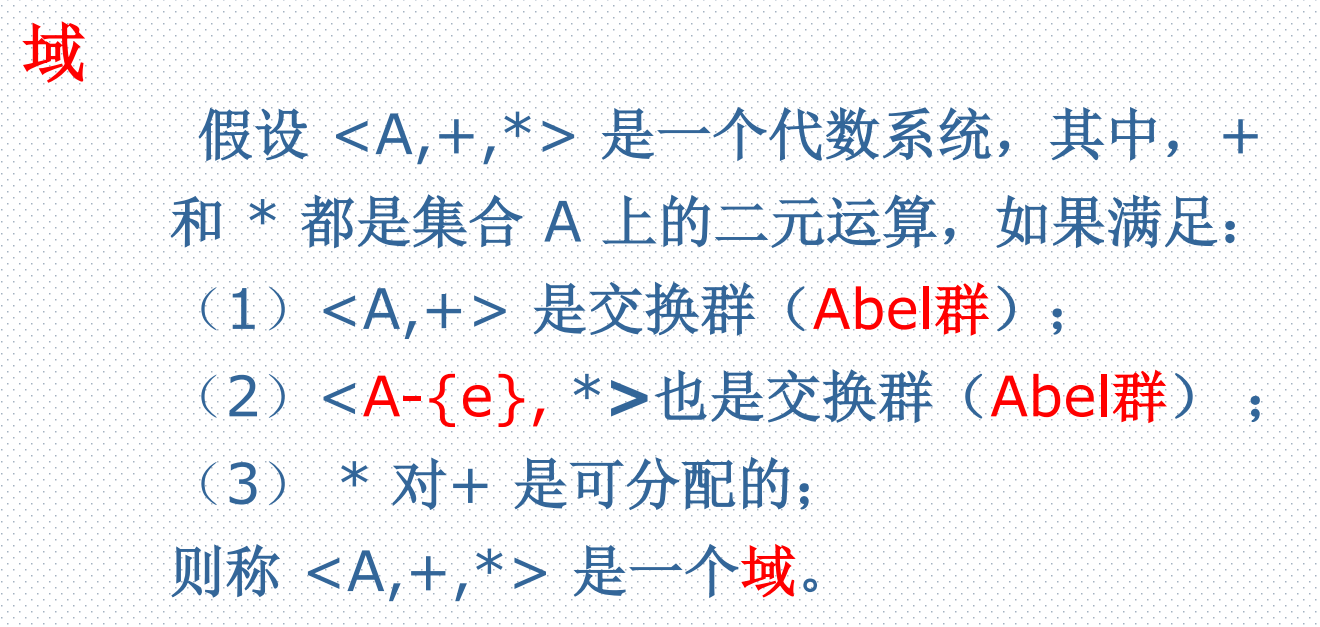 域
假设 <A,+,*> 是一个代数系统，其中，+
和 * 都是集合 A 上的二元运算，如果满足：
（1）<A,+> 是交换群（Abel群）；
（2）<A-{e}, *>也是交换群（Abel群） ；
（3） * 对+ 是可分配的；
则称 <A,+,*> 是一个域。